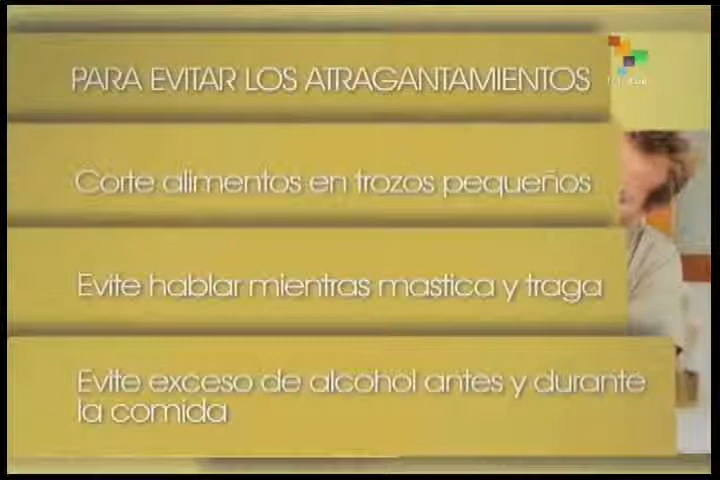 PARA EVITAR LOS ATRAGANTAMIENTOS
Corte alimentos en trozos pequeños
Evite hablar mientras mastica y traga
Evite exceso de alcohol antes y durante
la comida